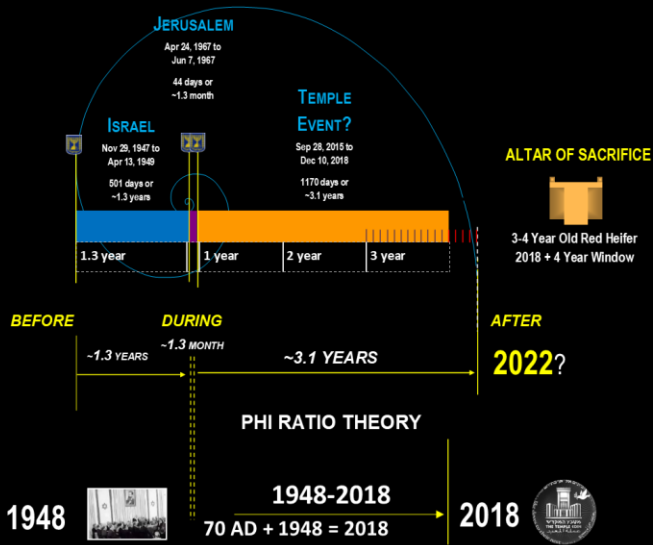 JERUSALEM
Apr 24, 1967 to
Jun 7, 1967
44 days or
~1.3 month
ISRAEL
Nov 29, 1947 to
Apr 13, 1949
501 days or
~1.3 years
TEMPLE
EVENT?
Sep 28, 2015 to
Dec 10, 2018
1170 days or
~3.1 years
ALTAR OF SACRIFICE
3-4 Year Old Red Heifer
2018 + 4 Year Window
1.3 year
1 year
2 year
3 year
BEFORE
DURING
AFTER
~1.3 YEARS
~1.3 MONTH
~3.1 YEARS
2022?
PHI RATIO THEORY
1948
1948-2018
70 AD + 1948 = 2018
2018